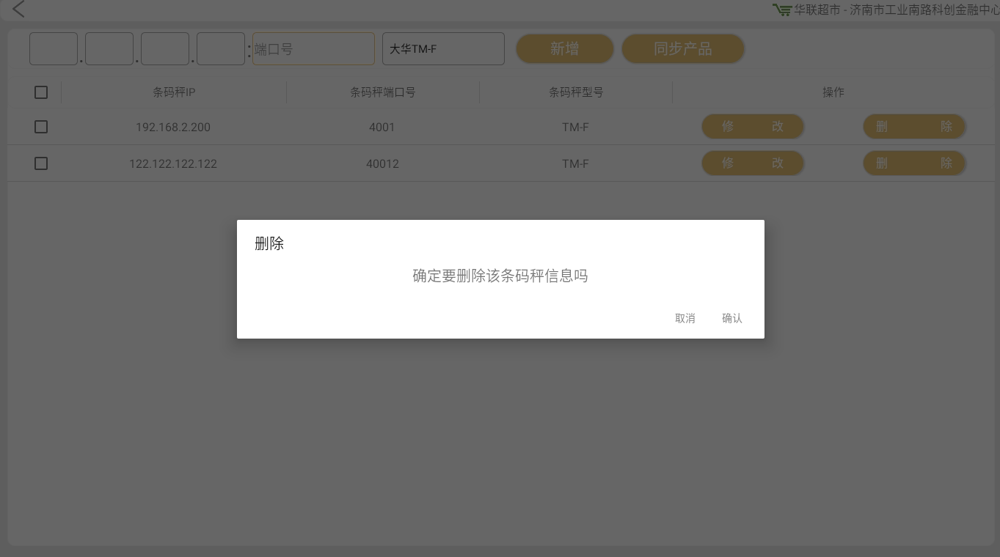 华联超市 - 济南市工业南路科创金融中心
. . . : 端口号 大华TM-F 新增 同步产品
条码秤IP 条码秤端口号 条码秤型号 操作
192.168.2.200 4001 TM-F 修 改 删 除
122.122.122.122 40012 TM-F 修 改 删 除
删除
确定要删除该条码秤信息吗
取消 确认